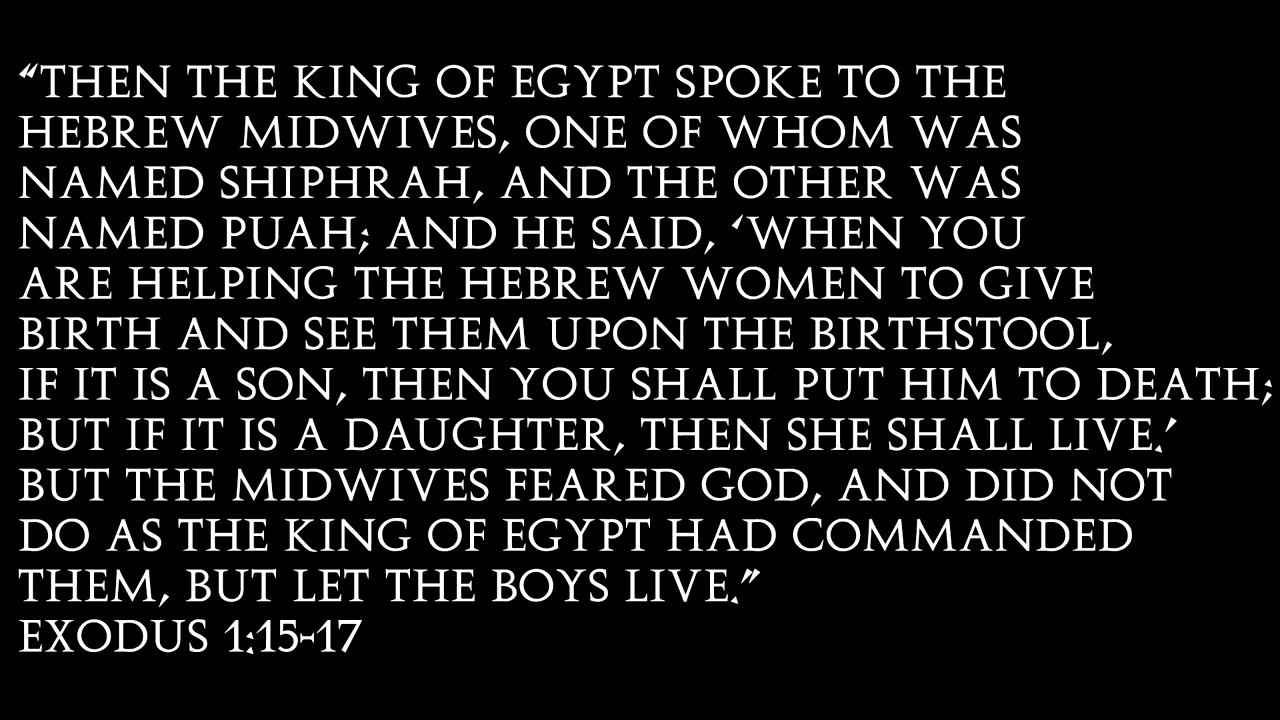 “THEN THE KING OF EGYPT SPOKE TO THE
HEBREW MIDWIVES, ONE OF WHOM WAS
NAMED SHIPHRAH, AND THE OTHER WAS
NAMED PUAH; AND HE SAID, ‘WHEN YOU
ARE HELPING THE HEBREW WOMEN TO GIVE
BIRTH AND SEE THEM UPON THE BIRTHSTOOL,
IF IT IS A SON, THEN YOU SHALL PUT HIM TO DEATH;
BUT IF IT IS A DAUGHTER, THEN SHE SHALL LIVE.’
BUT THE MIDWIVES FEARED GOD, AND DID NOT
DO AS THE KING OF EGYPT HAD COMMANDED
THEM, BUT LET THE BOYS LIVE.”
EXODUS 1:15-17